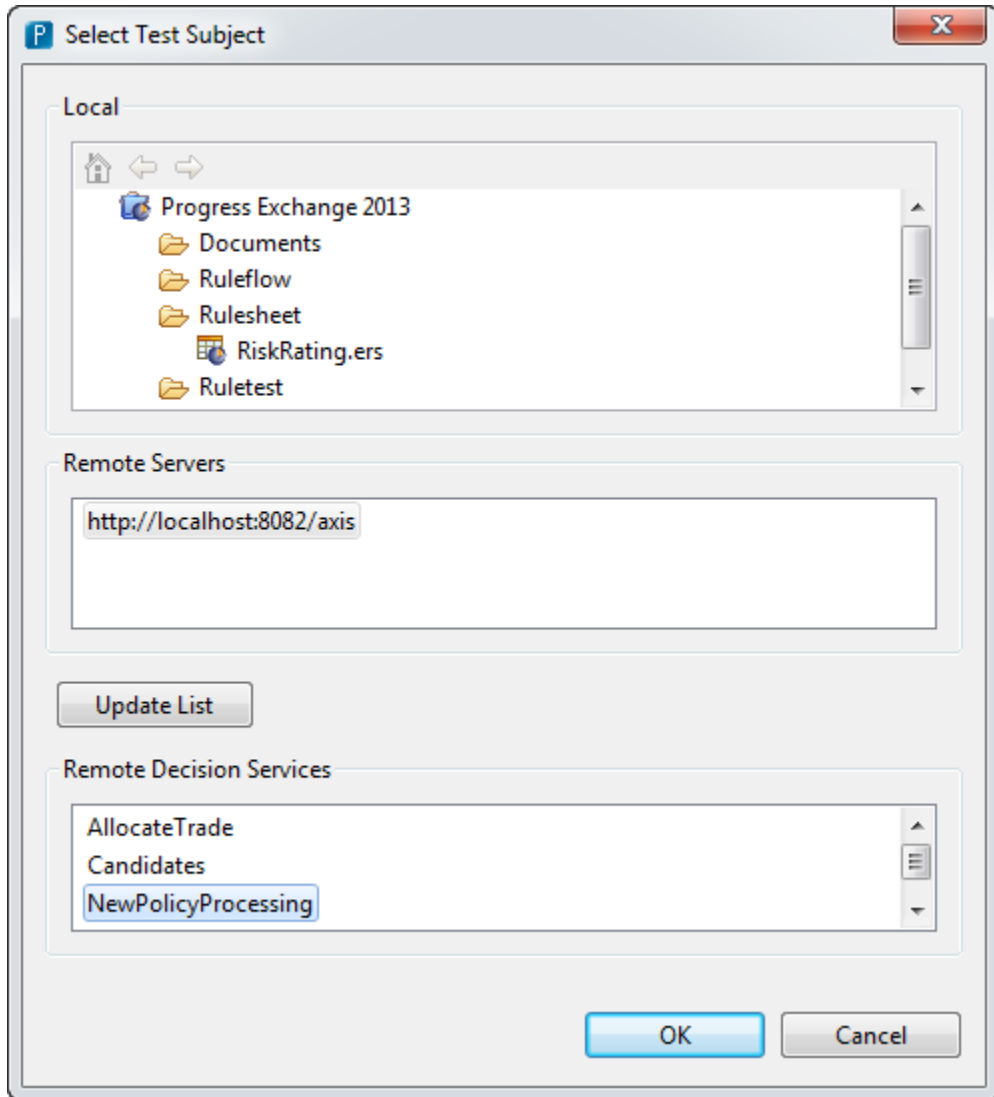 P Select Test Subject X
Local
Progress Exchange 2013
Documents
Ruleflow
Rulesheet
RiskRating.ers
Ruletest
Remote Servers
http://localhost:8082/axis
Update List
Remote Decision Services
AllocateTrade
Candidates
NewPolicyProcessing
OK Cancel